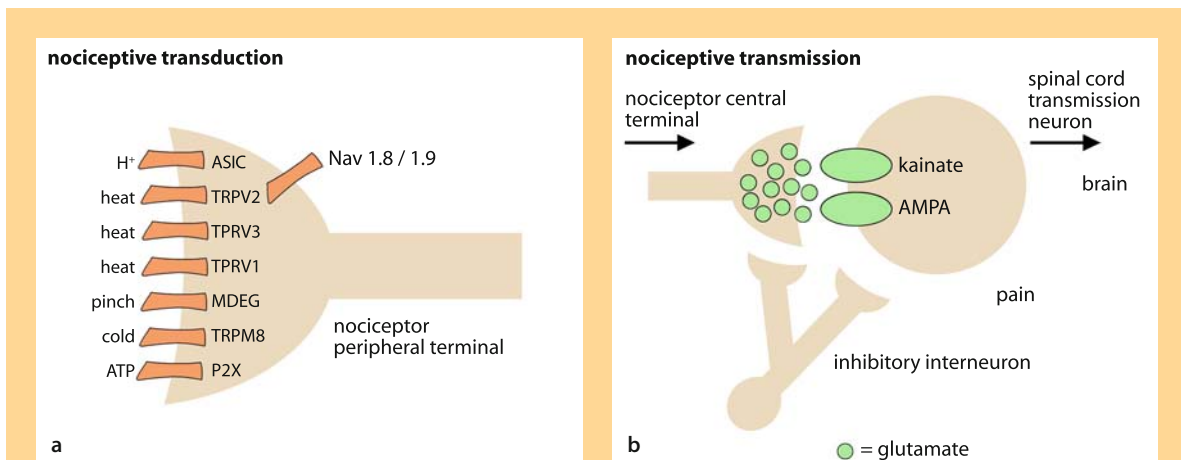 nociceptive transduction
H+ ASIC
Nav 1.8 / 1.9
heat TRPV2
heat TPRV3
heat TPRV1
pinch MDEG
cold TRPM8
ATP P2X
nociceptor
peripheral terminal
a
nociceptive transmission
nociceptor central
terminal
spinal cord
transmission
neuron
brain
kainate
AMPA
pain
inhibitory interneuron
b
= glutamate